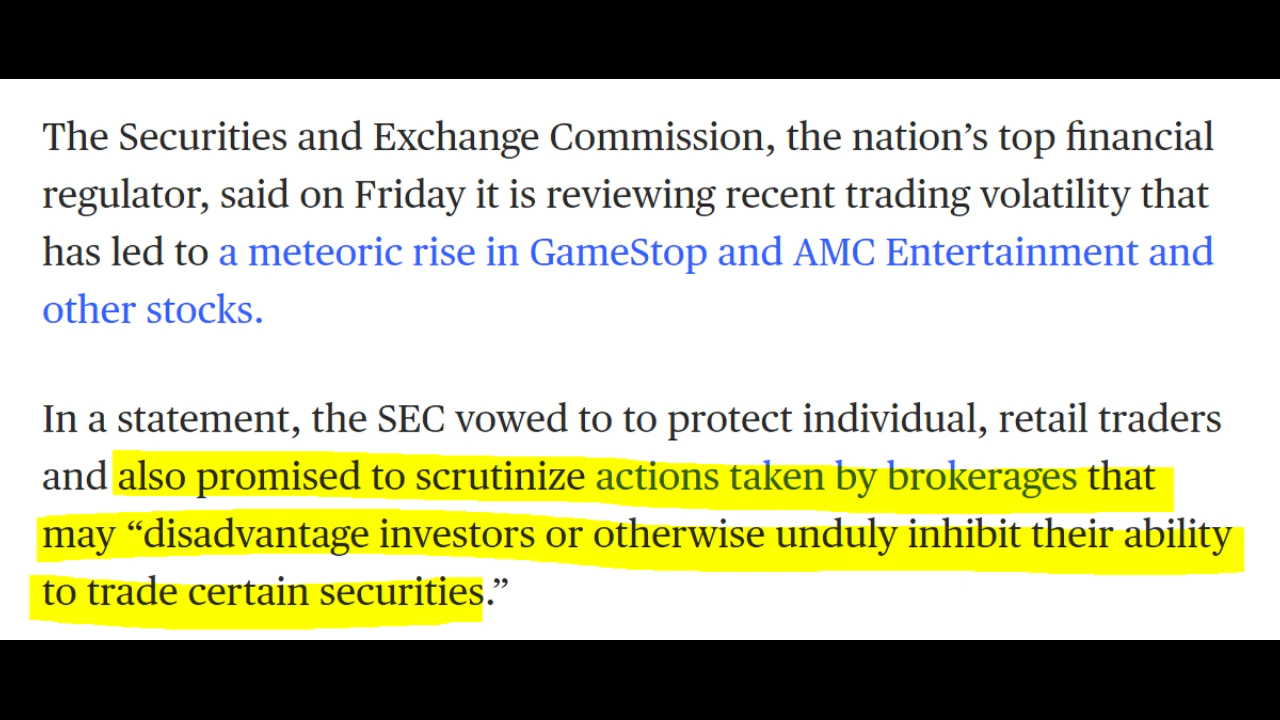 The Securities and Exchange Commission, the nation’s top financial
regulator, said on Friday it is reviewing recent trading volatility that
has led to a meteoric rise in GameStop and AMC Entertainment and
other stocks.
In a statement, the SEC vowed to to protect individual, retail traders
and also promised to scrutinize actions taken by brokerages that
may “disadvantage investors or otherwise unduly inhibit their ability
to trade certain securities.”